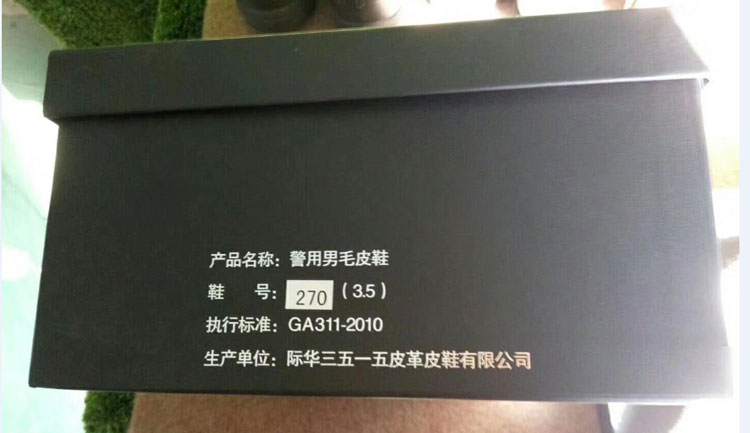 产品名称：警用男毛皮鞋
鞋 号：270（3.5）
执行标准：GA311-2010
生产单位：际华三五一五皮革皮鞋有限公司